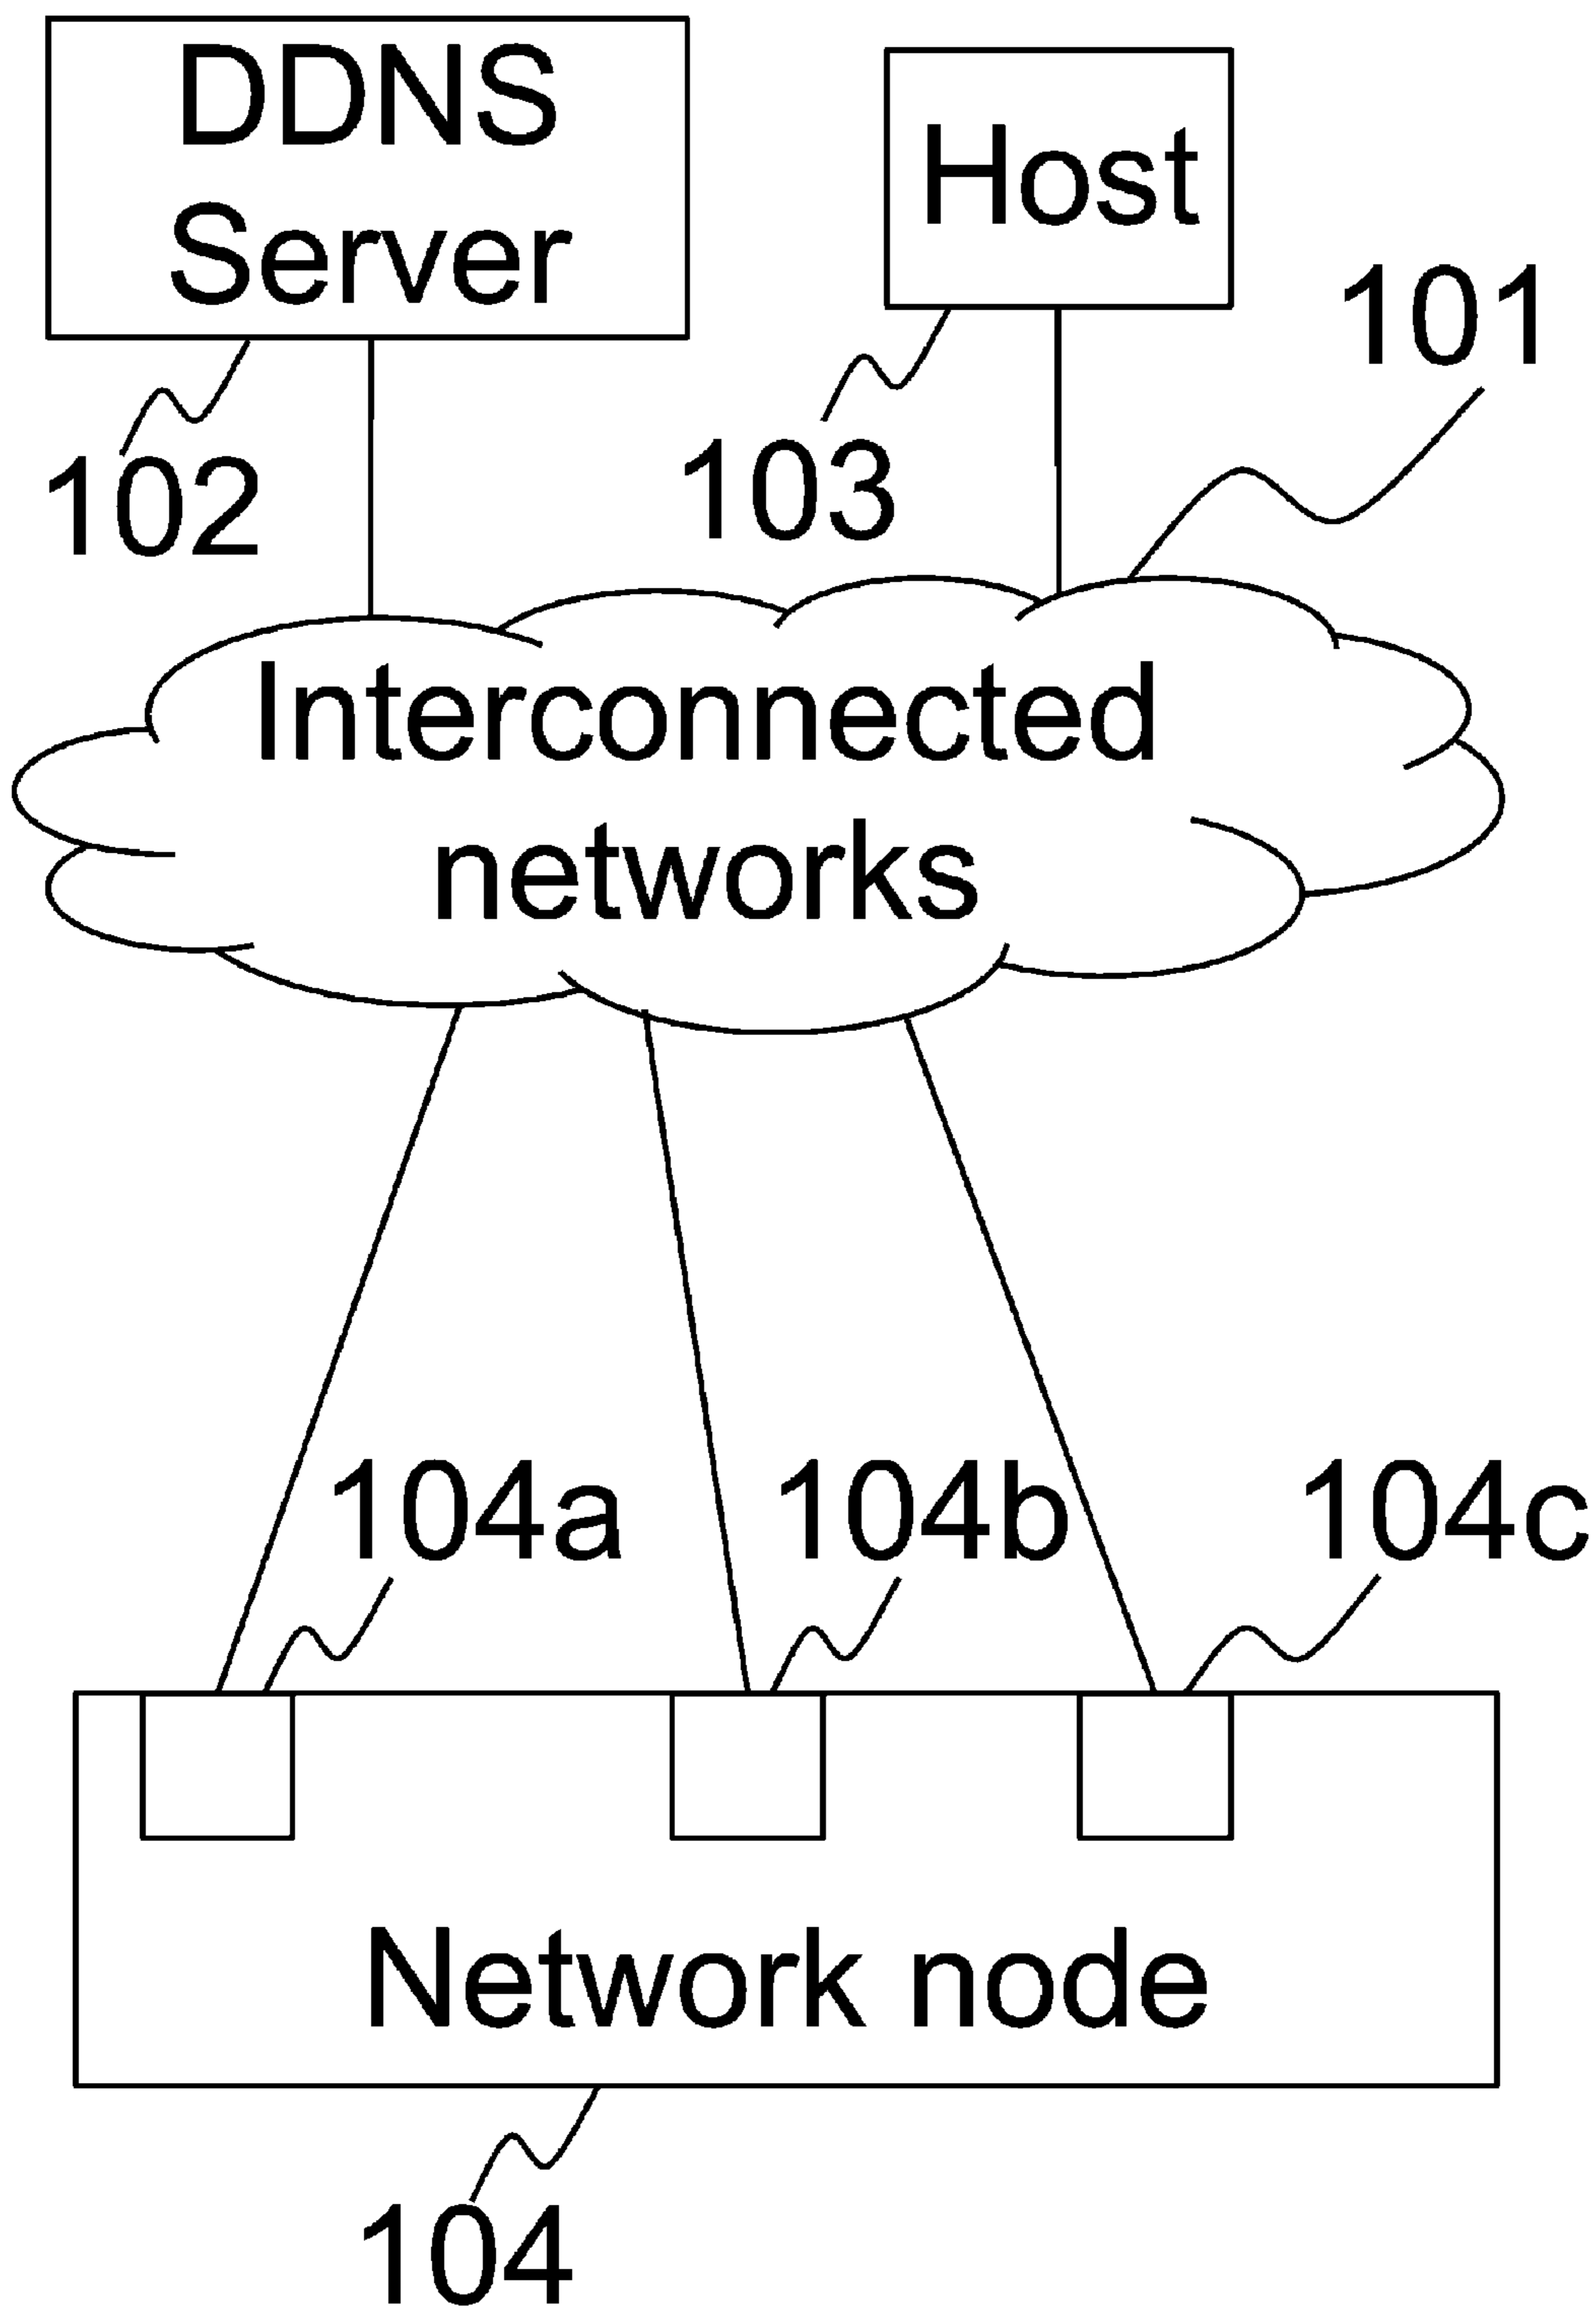 DDNS
Server
Host
101
102
103
Interconnected
networks
104a
104b
104c
Network node
104